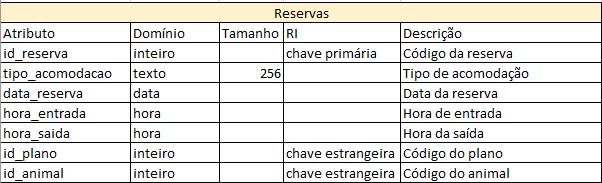 Reservas
Atributo Domínio Tamanho RI Descrição
id_reserva inteiro chave primária Código da reserva
tipo_acomodacao texto 256 Tipo de acomodação
data_reserva data Data da reserva
hora_entrada hora Hora de entrada
hora_saida hora Hora da saída
id_plano inteiro chave estrangeira Código do plano
id_animal inteiro chave estrangeira Código do animal